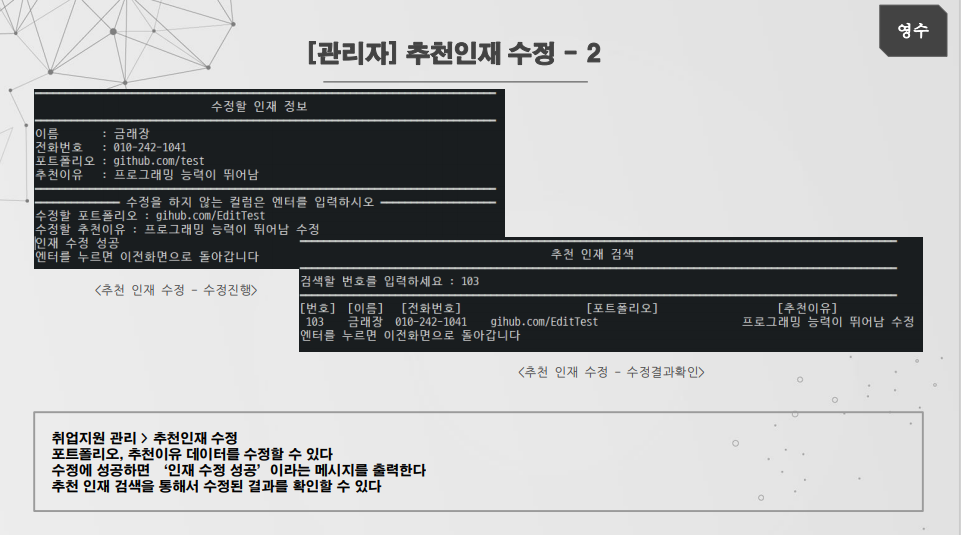 영수
[관리자] 추천인재 수정 - 2
수정할 인재 정보
이름 : 금래장
전화번호 : 010-242-1041
포트폴리오 : github.com/test
추천이유 : 프로그래밍 능력이 뛰어남
수정을 하지 않는 컬럼은 엔터를 입력하시오
수정할 포트폴리오 : gihub.com/EditTest
수정할 추천이유 : 프로그래밍 능력이 뛰어남 수정
인재 수정 성공
엔터를 누르면 이전화면으로 돌아갑니다
<추천 인재 수정 - 수정진행>
추천 인재 검색
검색할 번호를 입력하세요 : 103
[번호] [이름] [전화번호] [포트폴리오] [추천이유]
103 금래장 010-242-1041 gihub.com/EditTest 프로그래밍 능력이 뛰어남 수정
엔터를 누르면 이전화면으로 돌아갑니다
<추천 인재 수정 - 수정결과확인>
취업지원 관리 > 추천인재 수정
포트폴리오, 추천이유 데이터를 수정할 수 있다
수정에 성공하면 ‘인재 수정 성공’ 이라는 메시지를 출력한다
추천 인재 검색을 통해서 수정된 결과를 확인할 수 있다